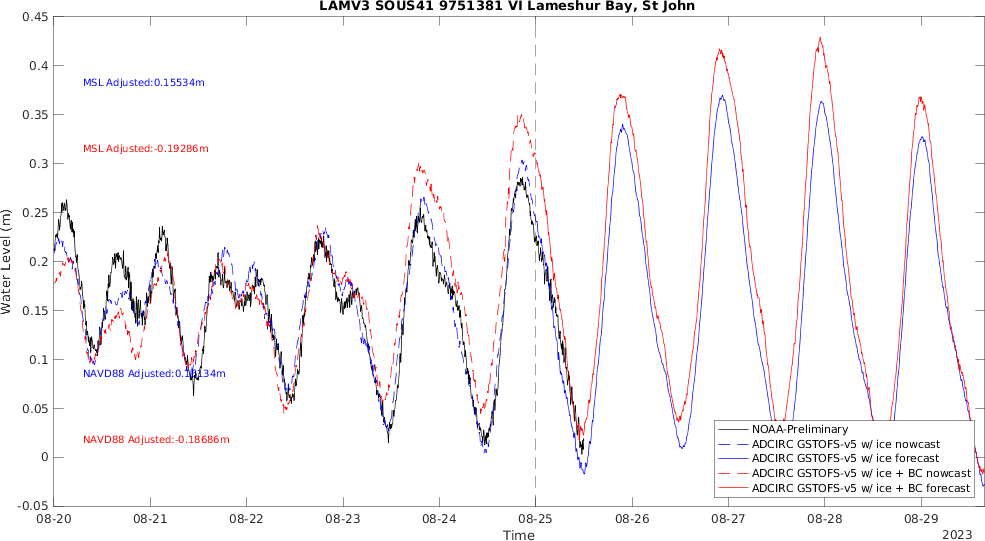 LAMV3 SOUS41 9751381 VI Lameshur Bay, St John
0.45
0.4
0.35
0.3
0.25
0.2
0.15
0.1
0.05
0
-0.05
Water Level (m)
MSL Adjusted:0.15534m
MSL Adjusted:-0.19286m
NAVD88 Adjusted:0.16134m
NAVD88 Adjusted:-0.18686m
NOAA-Preliminary
ADCIRC GSTOFS-v5 w/ ice nowcast
ADCIRC GSTOFS-v5 w/ ice forecast
ADCIRC GSTOFS-v5 w/ ice + BC nowcast
ADCIRC GSTOFS-v5 w/ ice + BC forecast
08-20 08-21 08-22 08-23 08-24 08-25 08-26 08-27 08-28 08-29
Time
2023